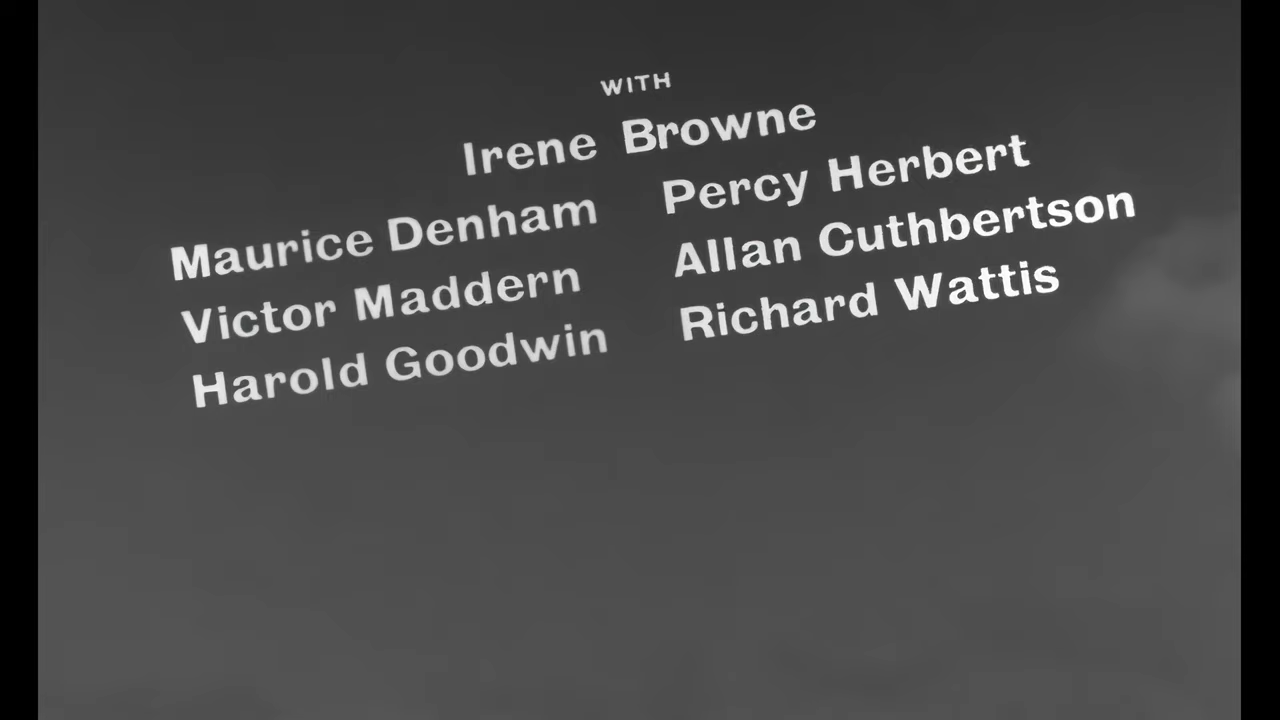 WITH
Irene Browne
Maurice Denham Percy Herbert
Victor Maddern Allan Cuthbertson
Harold Goodwin Richard Wattis